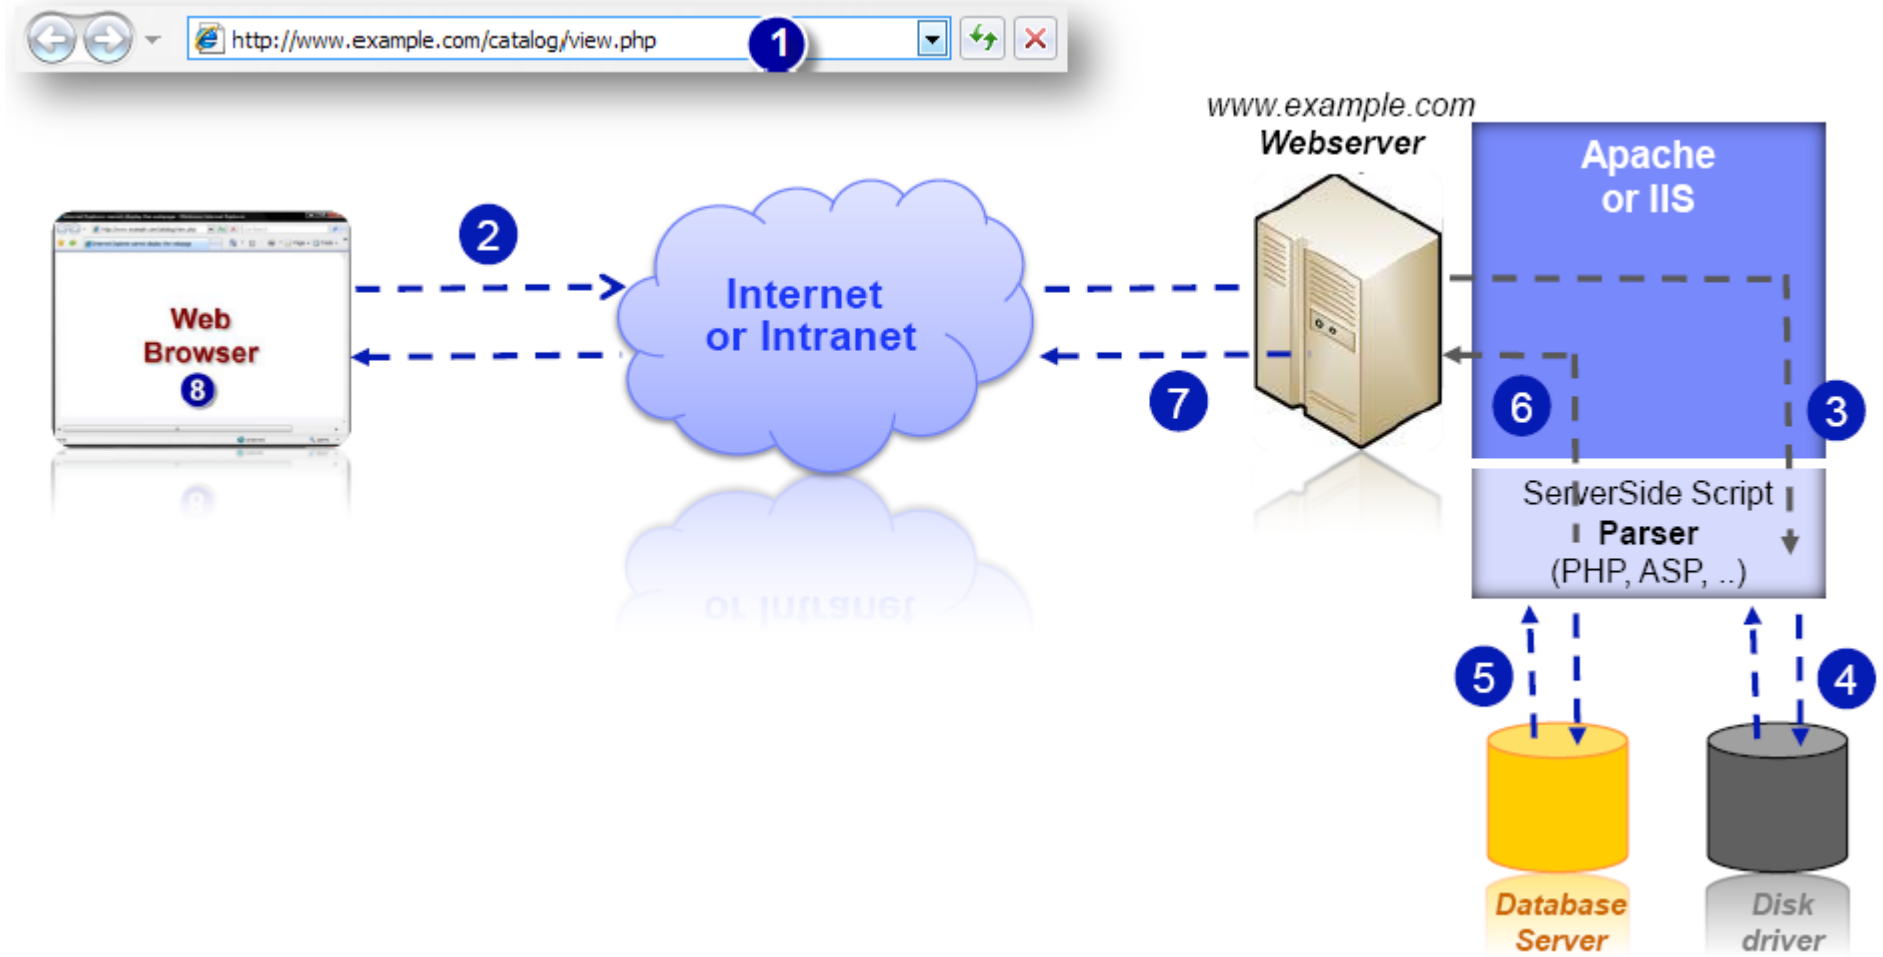 http://www.example.com/catalog/view.php
1
www.example.com
Webserver
Apache
or IIS
2
Internet
or Intranet
Web
Browser
8
7
6
3
ServerSide Script
Parser
(PHP, ASP, ..)
5
4
Database
Server
Disk
driver